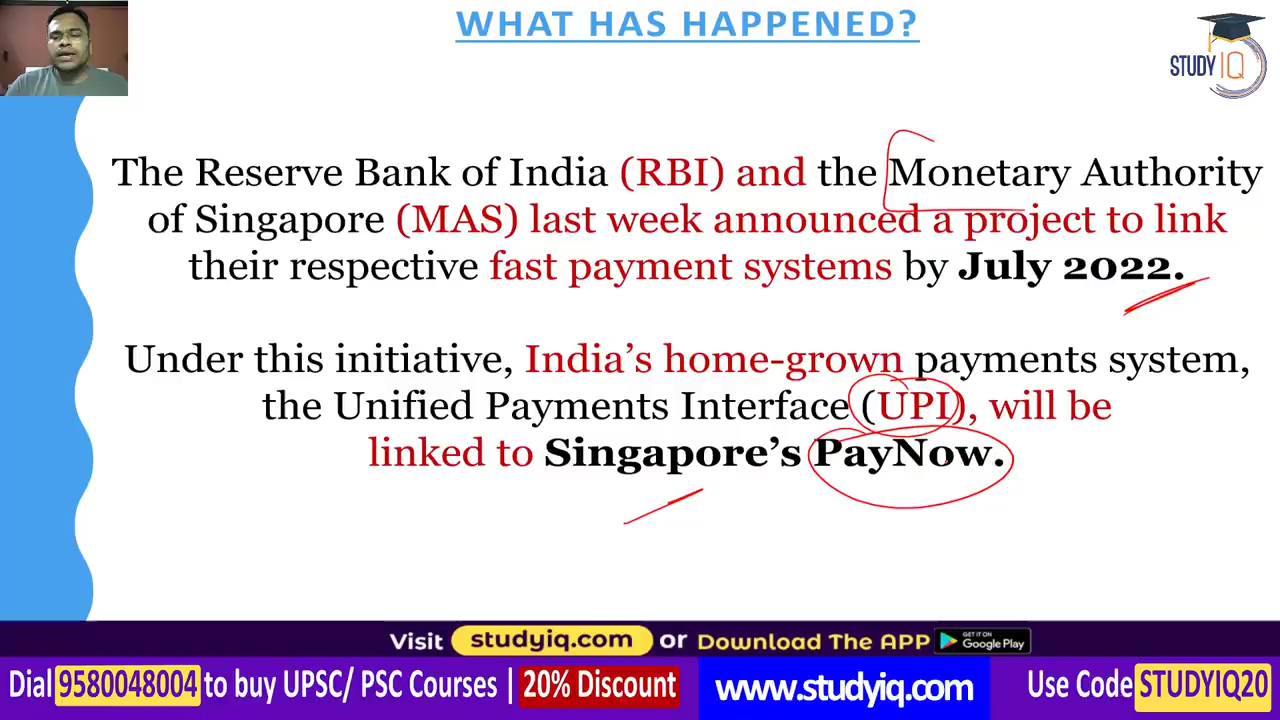 WHAT HAS HAPPENED?
STUDY IQ
The Reserve Bank of India (RBI) and the Monetary Authority
of Singapore (MAS) last week announced a project to link
their respective fast payment systems by July 2022.
Under this initiative, India’s home-grown payments system,
the Unified Payments Interface (UPI), will be
linked to Singapore’s PayNow.
Visit studyiq.com or Download The APP GET IT ON Google Play
Dial 9580048004 to buy UPSC/ PSC Courses | 20% Discount www.studyiq.com Use Code STUDYIQ20